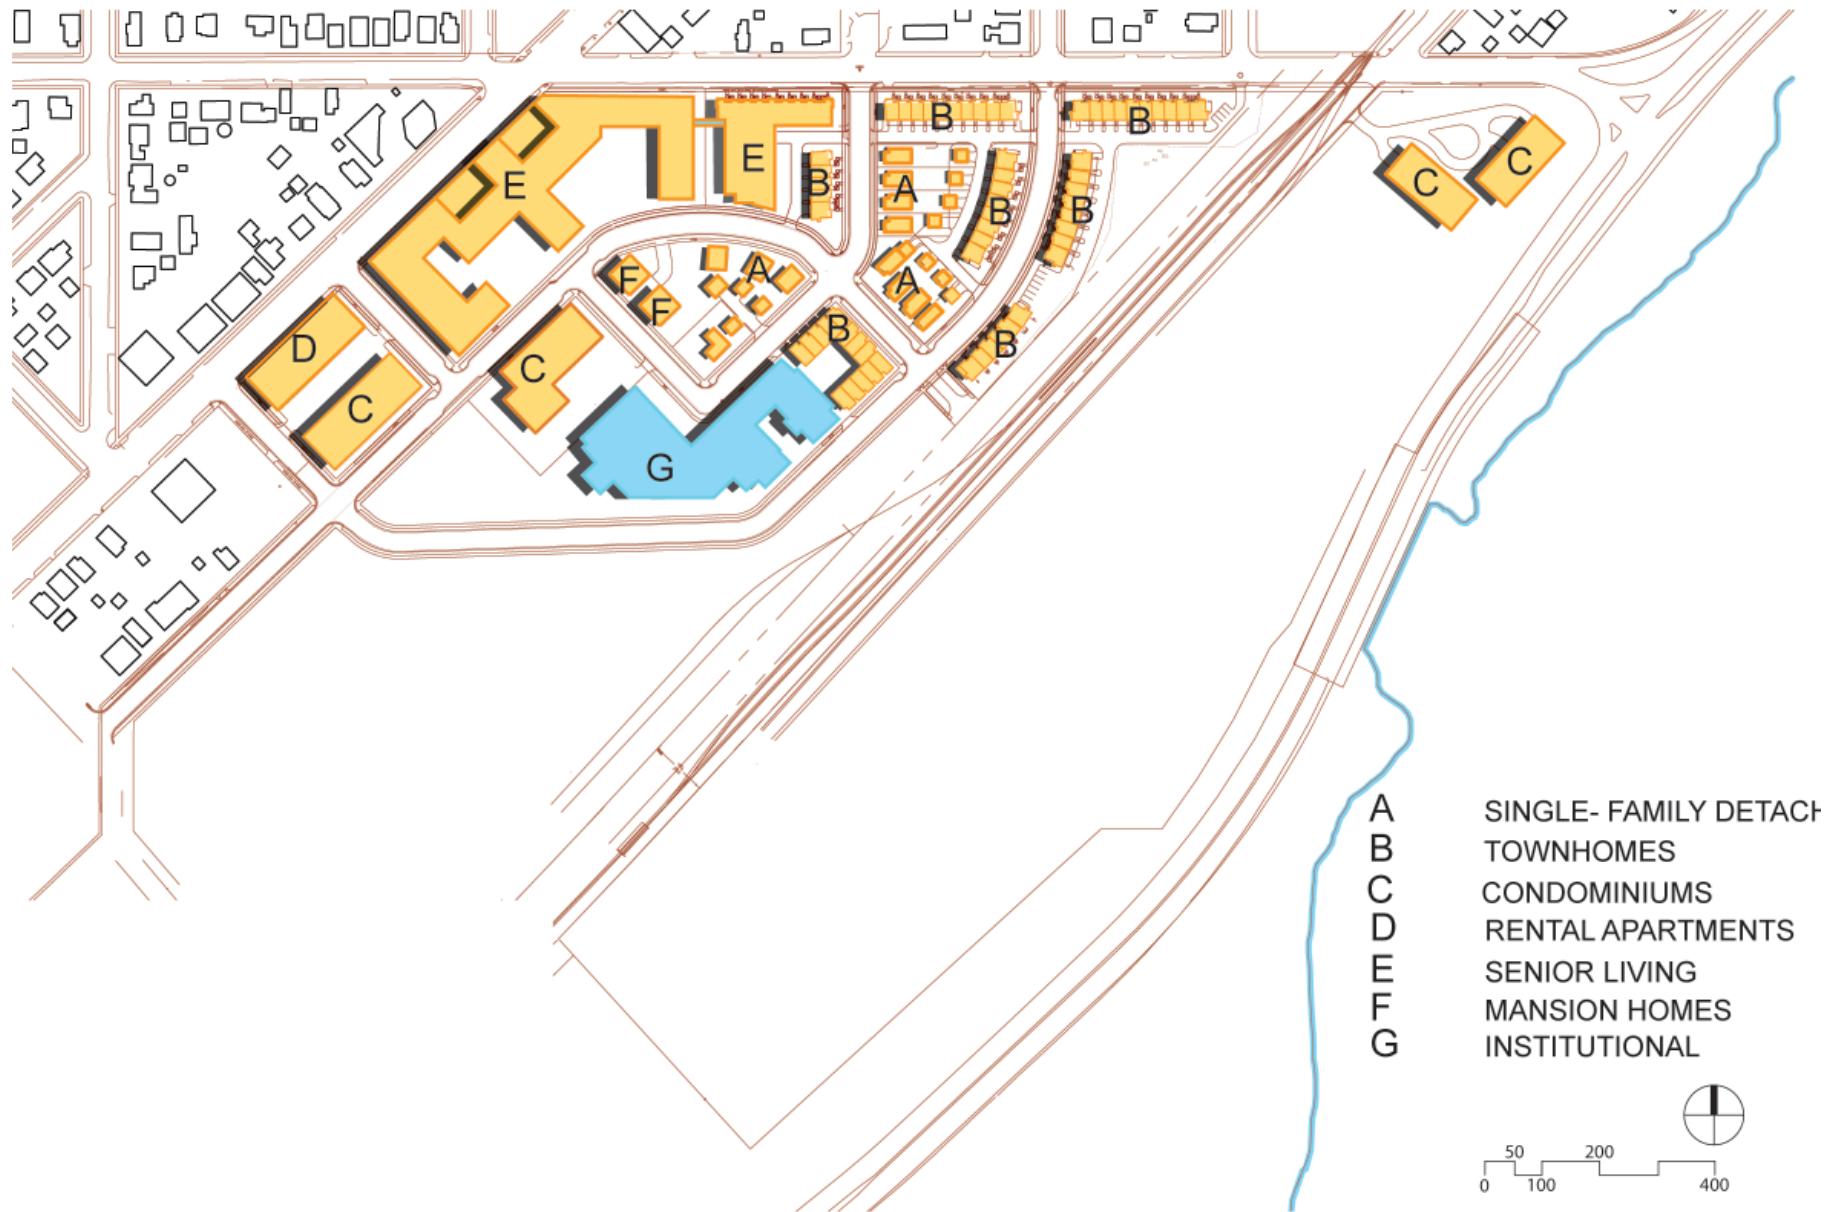 B
B
E
B
A
B
B
E
C
C
F
F
A
A
B
B
D
C
C
G
A SINGLE- FAMILY DETACH
B TOWNHOMES
C CONDOMINIUMS
D RENTAL APARTMENTS
E SENIOR LIVING
F MANSION HOMES
G INSTITUTIONAL
50 200
0 100 400